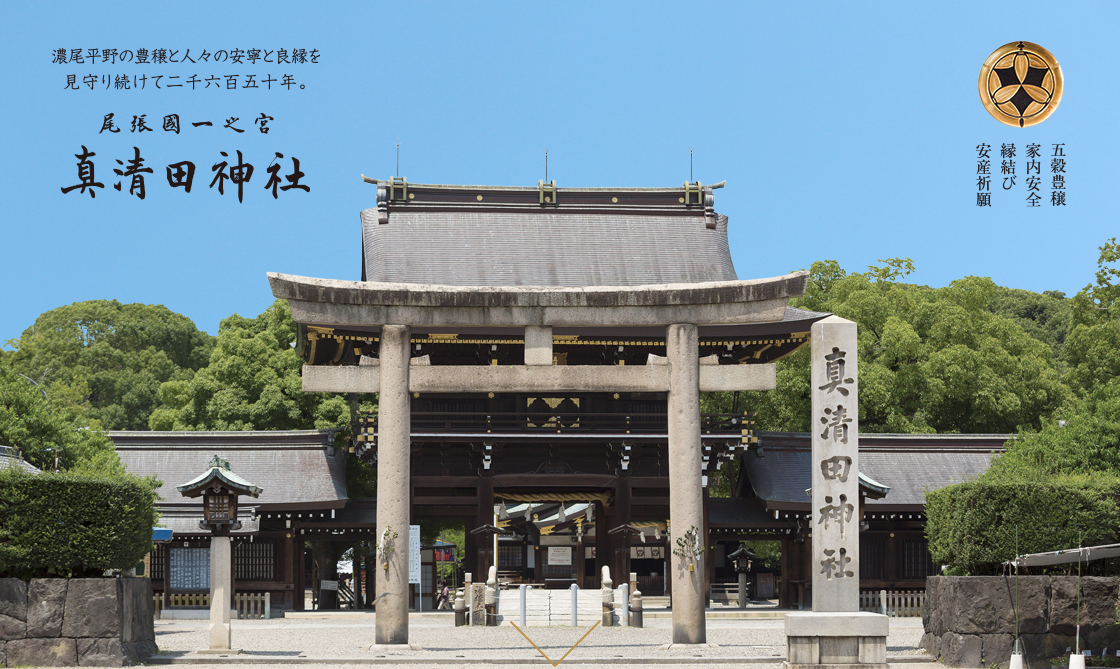 濃尾平野の豊穣と人々の安寧と良縁を
見守り続けて二千六百五十年。
尾張國一之宮
真清田神社
五穀豊穣
家内安全
縁結び
安産祈願
真清田神社